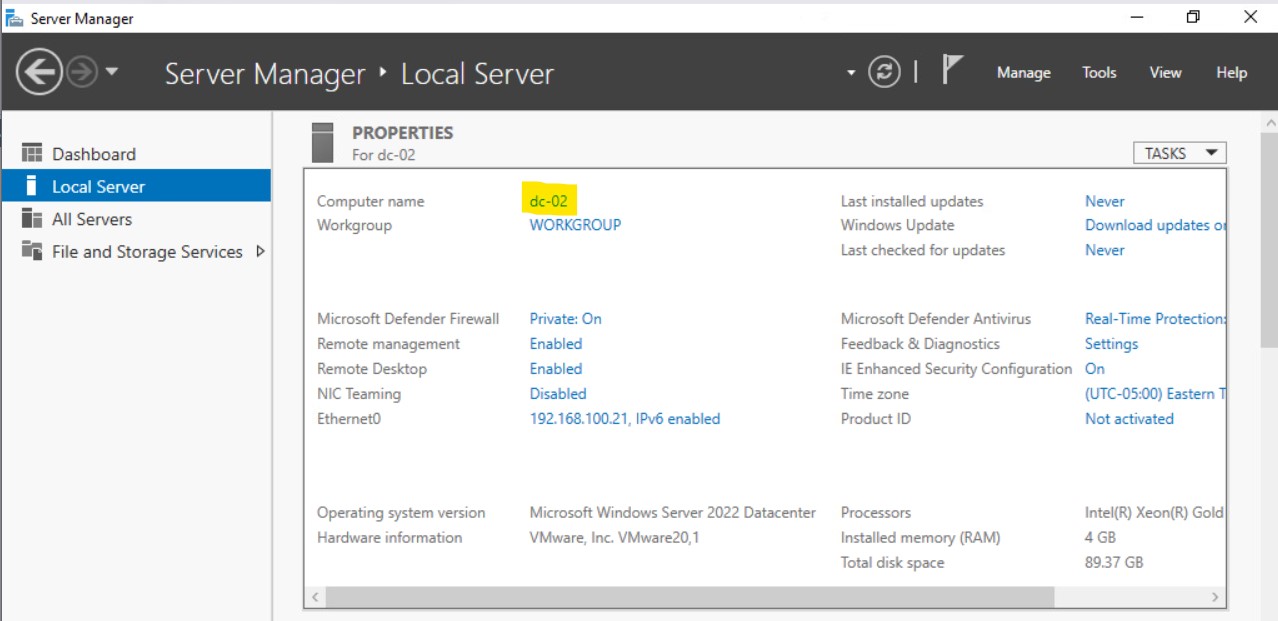 Server Manager
Server Manager ‣ Local Server
Manage Tools View Help
Dashboard
Local Server
All Servers
File and Storage Services
PROPERTIES
For dc-02
TASKS
Computer name dc-02
Workgroup WORKGROUP
Last installed updates Never
Windows Update Download updates or
Last checked for updates Never
Microsoft Defender Firewall Private: On
Remote management Enabled
Remote Desktop Enabled
NIC Teaming Disabled
Ethernet0 192.168.100.21, IPv6 enabled
Microsoft Defender Antivirus Real-Time Protection:
Feedback & Diagnostics Settings
IE Enhanced Security Configuration On
Time zone (UTC-05:00) Eastern T
Product ID Not activated
Operating system version Microsoft Windows Server 2022 Datacenter
Hardware information VMware, Inc. VMware20,1
Processors Intel(R) Xeon(R) Gold
Installed memory (RAM) 4 GB
Total disk space 89.37 GB